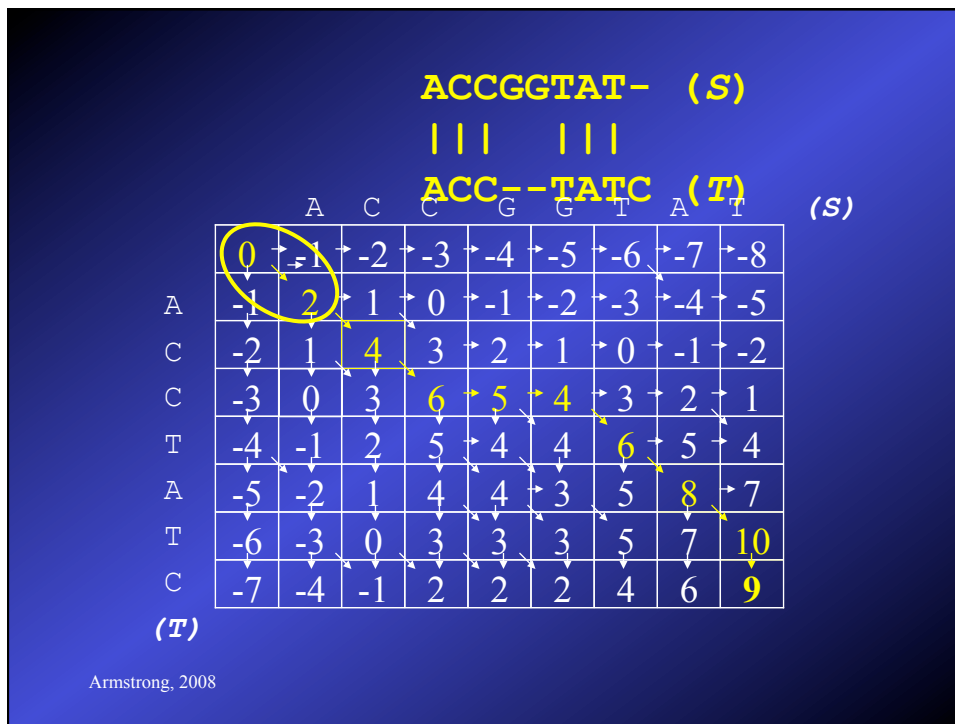 ACCGGTAT- (S)
||| |||
ACC--TATC (T)
A C C G G T A T (S)
0 -1 -2 -3 -4 -5 -6 -7 -8
A -1 2 1 0 -1 -2 -3 -4 -5
C -2 1 4 3 2 1 0 -1 -2
C -3 0 3 6 5 4 3 2 1
T -4 -1 2 5 4 4 6 5 4
A -5 -2 1 4 4 3 5 8 7
T -6 -3 0 3 3 3 5 7 10
C -7 -4 -1 2 2 2 4 6 9
(T)
Armstrong, 2008